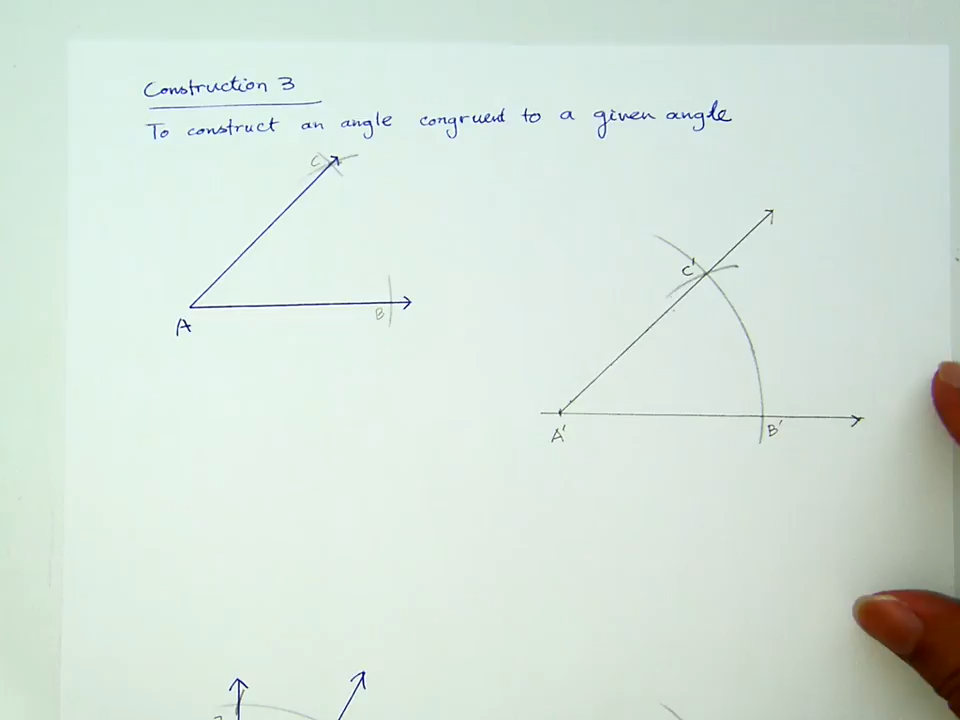 Construction 3
To construct an angle congruent to a given angle
C
A
B
C'
A'
B'